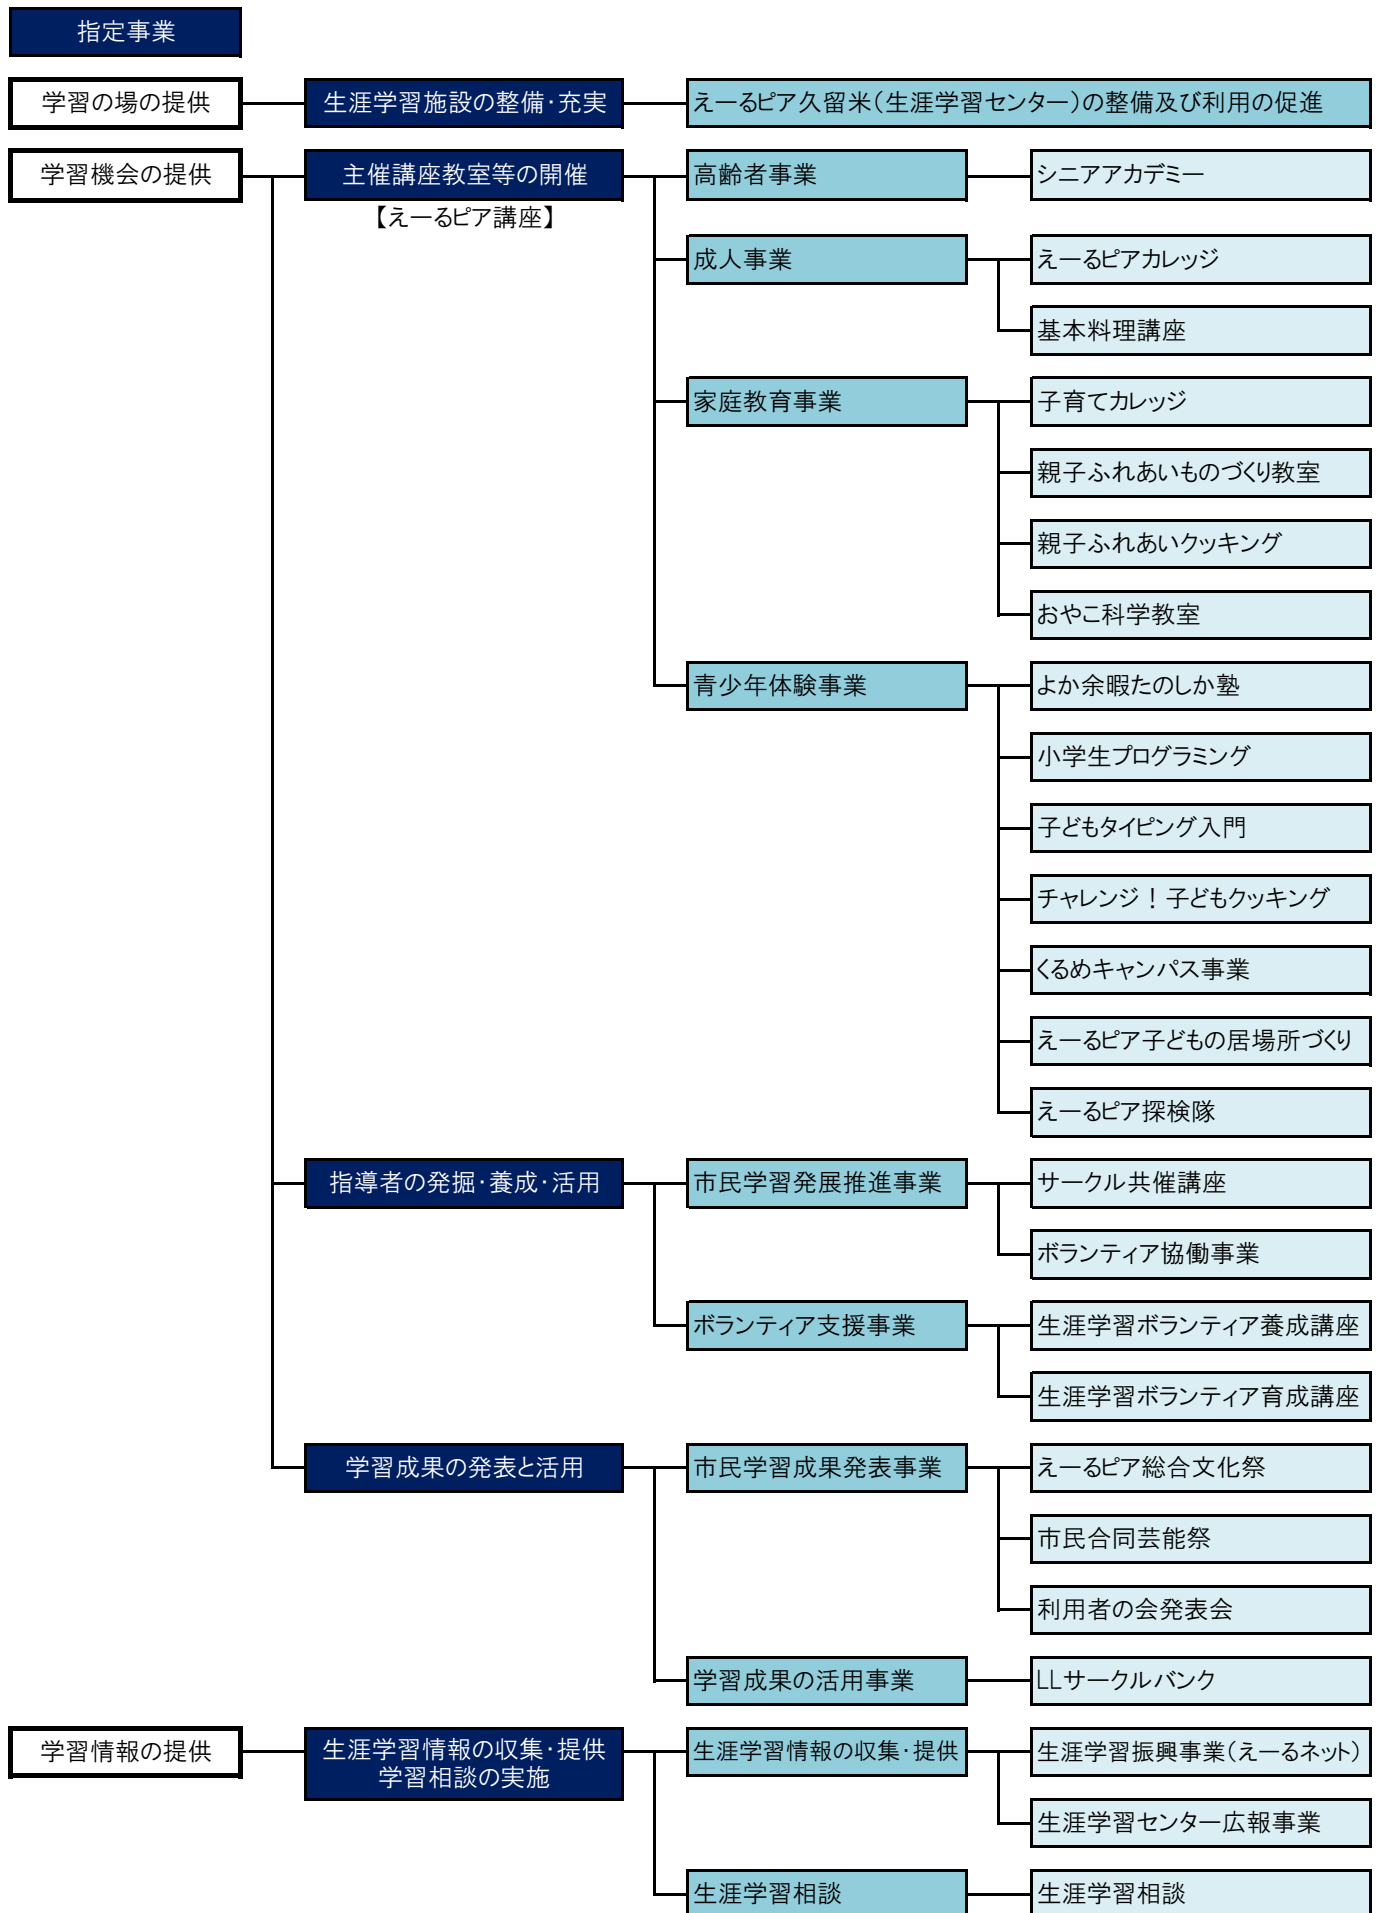 指定事業
学習の場の提供
生涯学習施設の整備・充実
えーるピア久留米（生涯学習センター）の整備及び利用の促進
学習機会の提供
主催講座教室等の開催
【えーるピア講座】
高齢者事業
シニアアカデミー
成人事業
えーるピアカレッジ
基本料理講座
家庭教育事業
子育てカレッジ
親子ふれあいものづくり教室
親子ふれあいクッキング
おやこ科学教室
青少年体験事業
よか余暇たのしか塾
小学生プログラミング
子どもタイピング入門
チャレンジ！子どもクッキング
くるめキャンパス事業
えーるピア子どもの居場所づくり
えーるピア探検隊
指導者の発掘・養成・活用
市民学習発展推進事業
サークル共催講座
ボランティア協働事業
ボランティア支援事業
生涯学習ボランティア養成講座
生涯学習ボランティア育成講座
学習成果の発表と活用
市民学習成果発表事業
えーるピア総合文化祭
市民合同芸能祭
利用者の会発表会
学習成果の活用事業
LLサークルバンク
学習情報の提供
生涯学習情報の収集・提供
学習相談の実施
生涯学習情報の収集・提供
生涯学習振興事業（えーるネット）
生涯学習センター広報事業
生涯学習相談
生涯学習相談